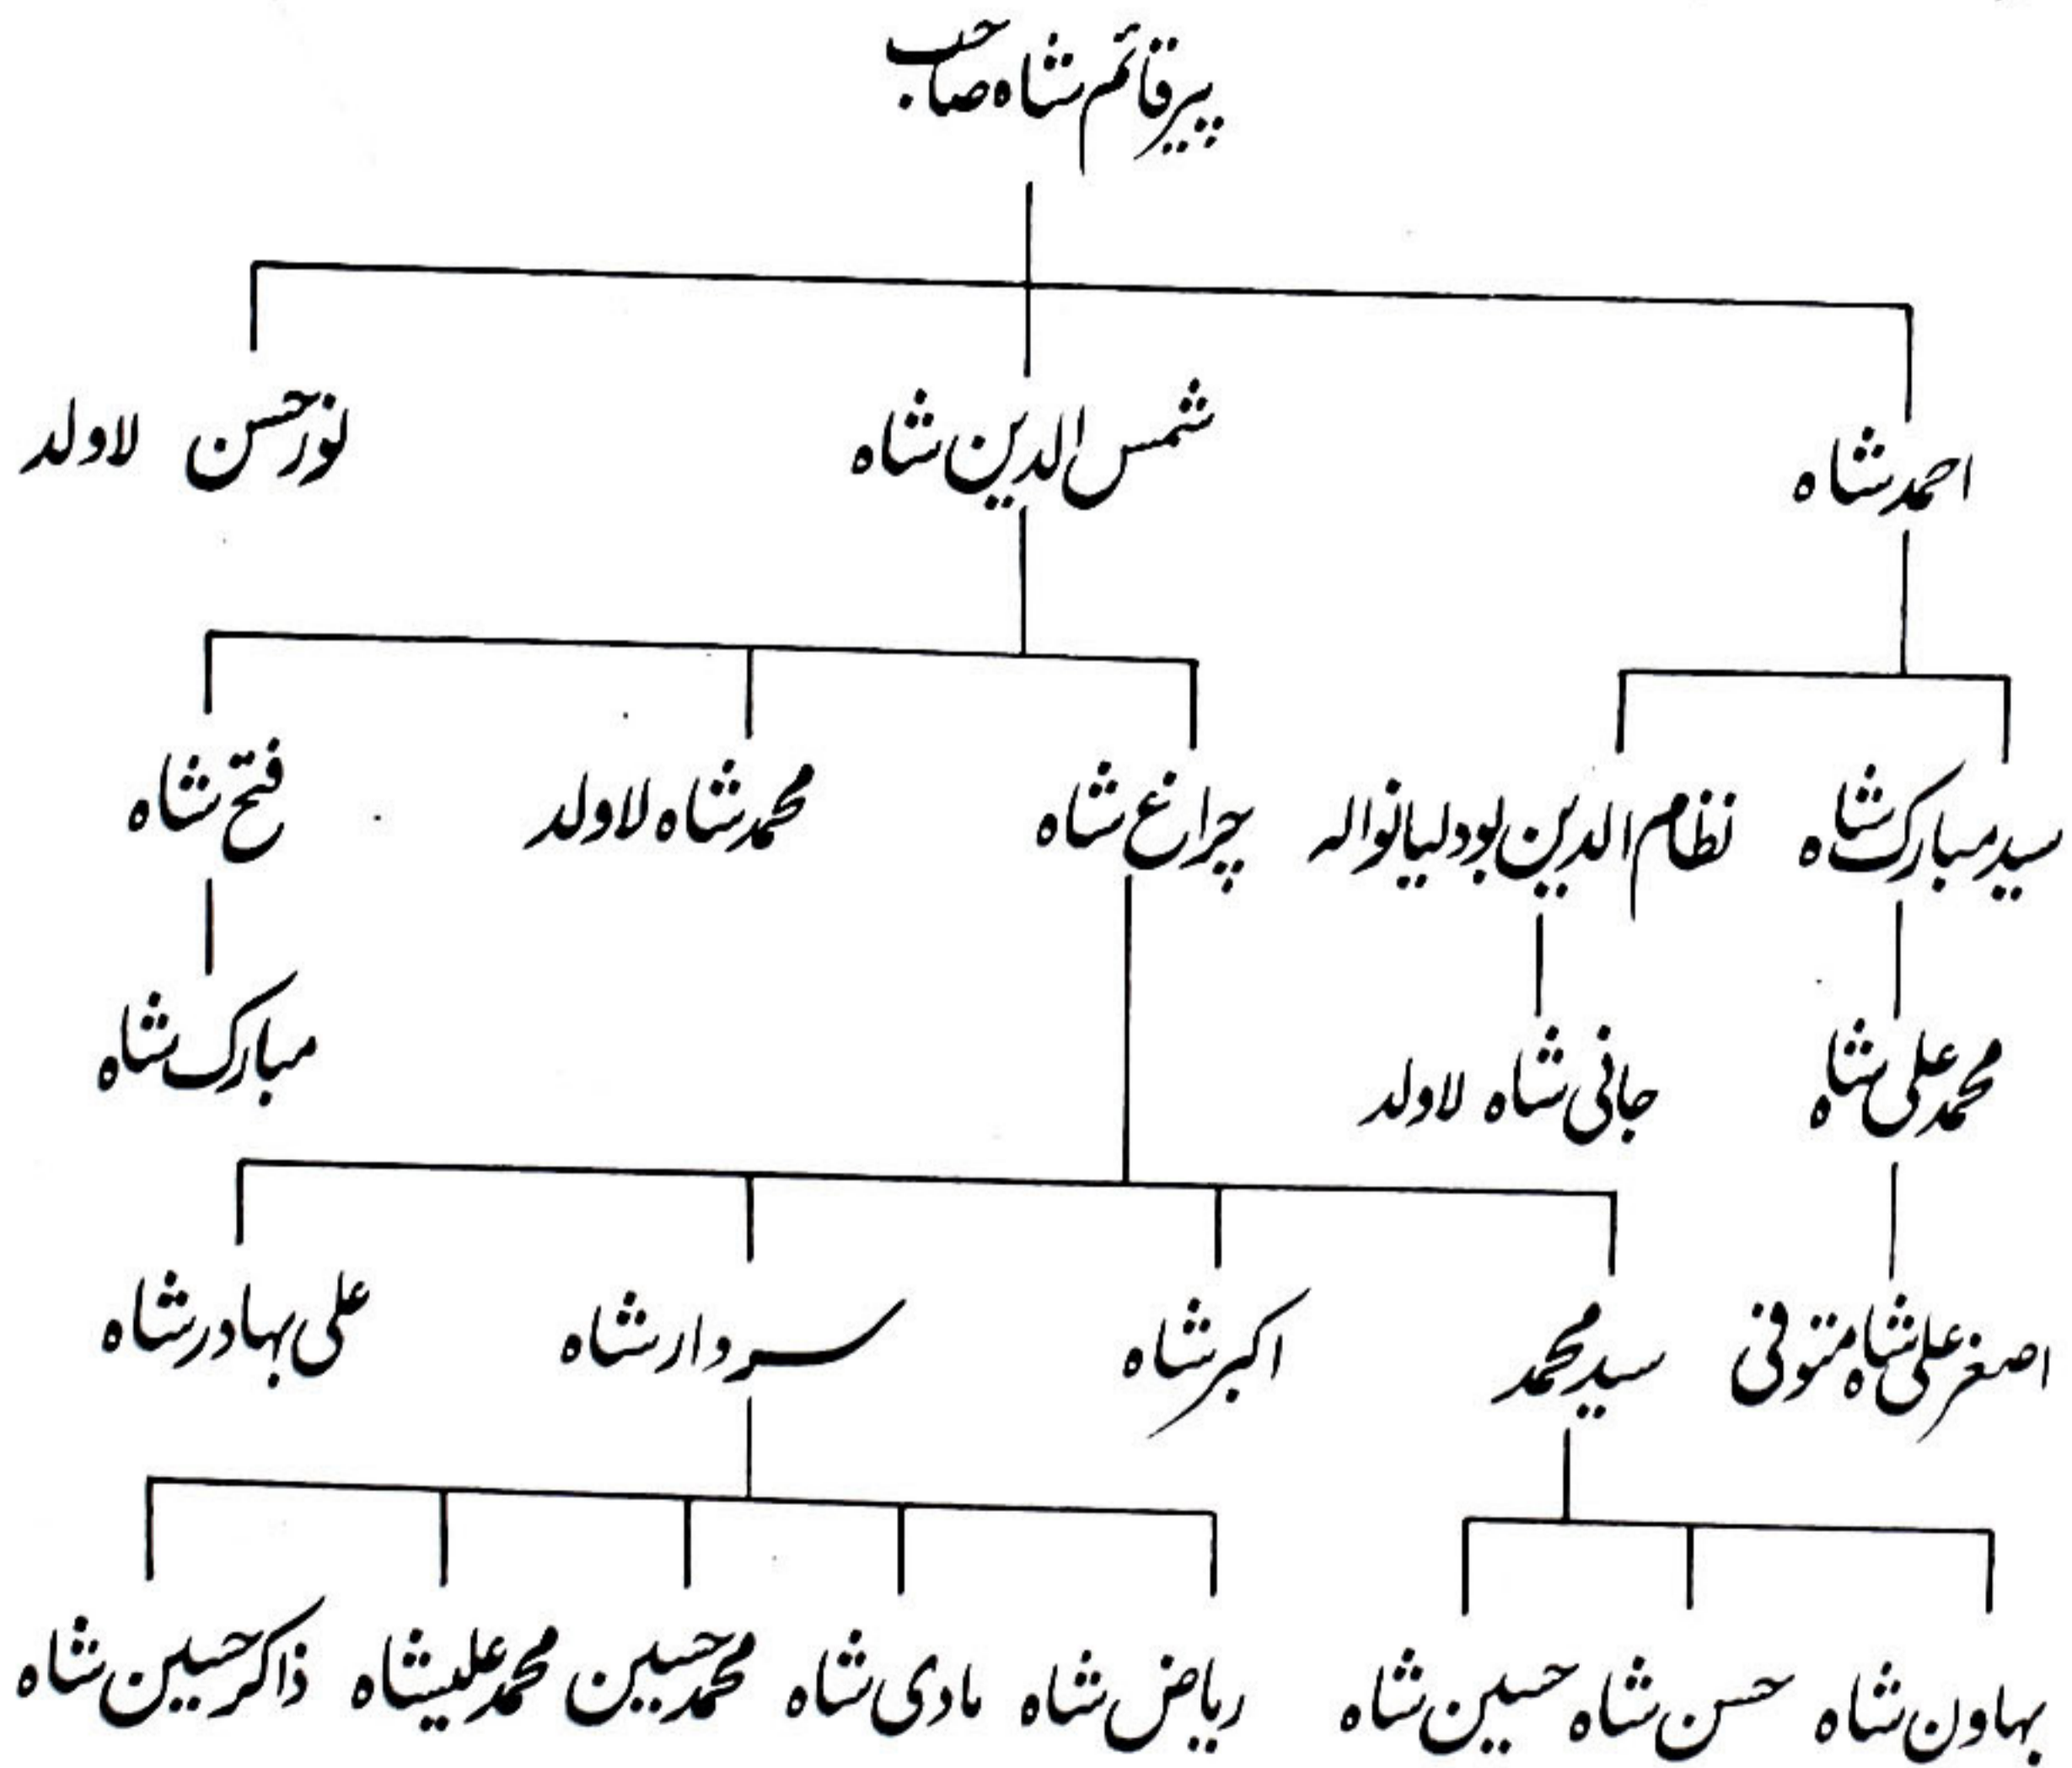 پیر قائم شاہ صاحب
احمد شاہ شمس الدین شاہ نور حسن لاولد
سید مبارک شاہ نظام الدین بودلیانوالہ چراغ شاہ محمد شاہ لاولد فتح شاہ
محمد علی شاہ جانی شاہ لاولد مبارک شاہ
اصغر علی شاہ متوفی سید محمد اکبر شاہ سردار شاہ علی بہادر شاہ
بہاون شاہ حسن شاہ حسین شاہ ریاض شاہ ہادی شاہ محمد حسین محمد علیشاہ ذاکر حسین شاہ